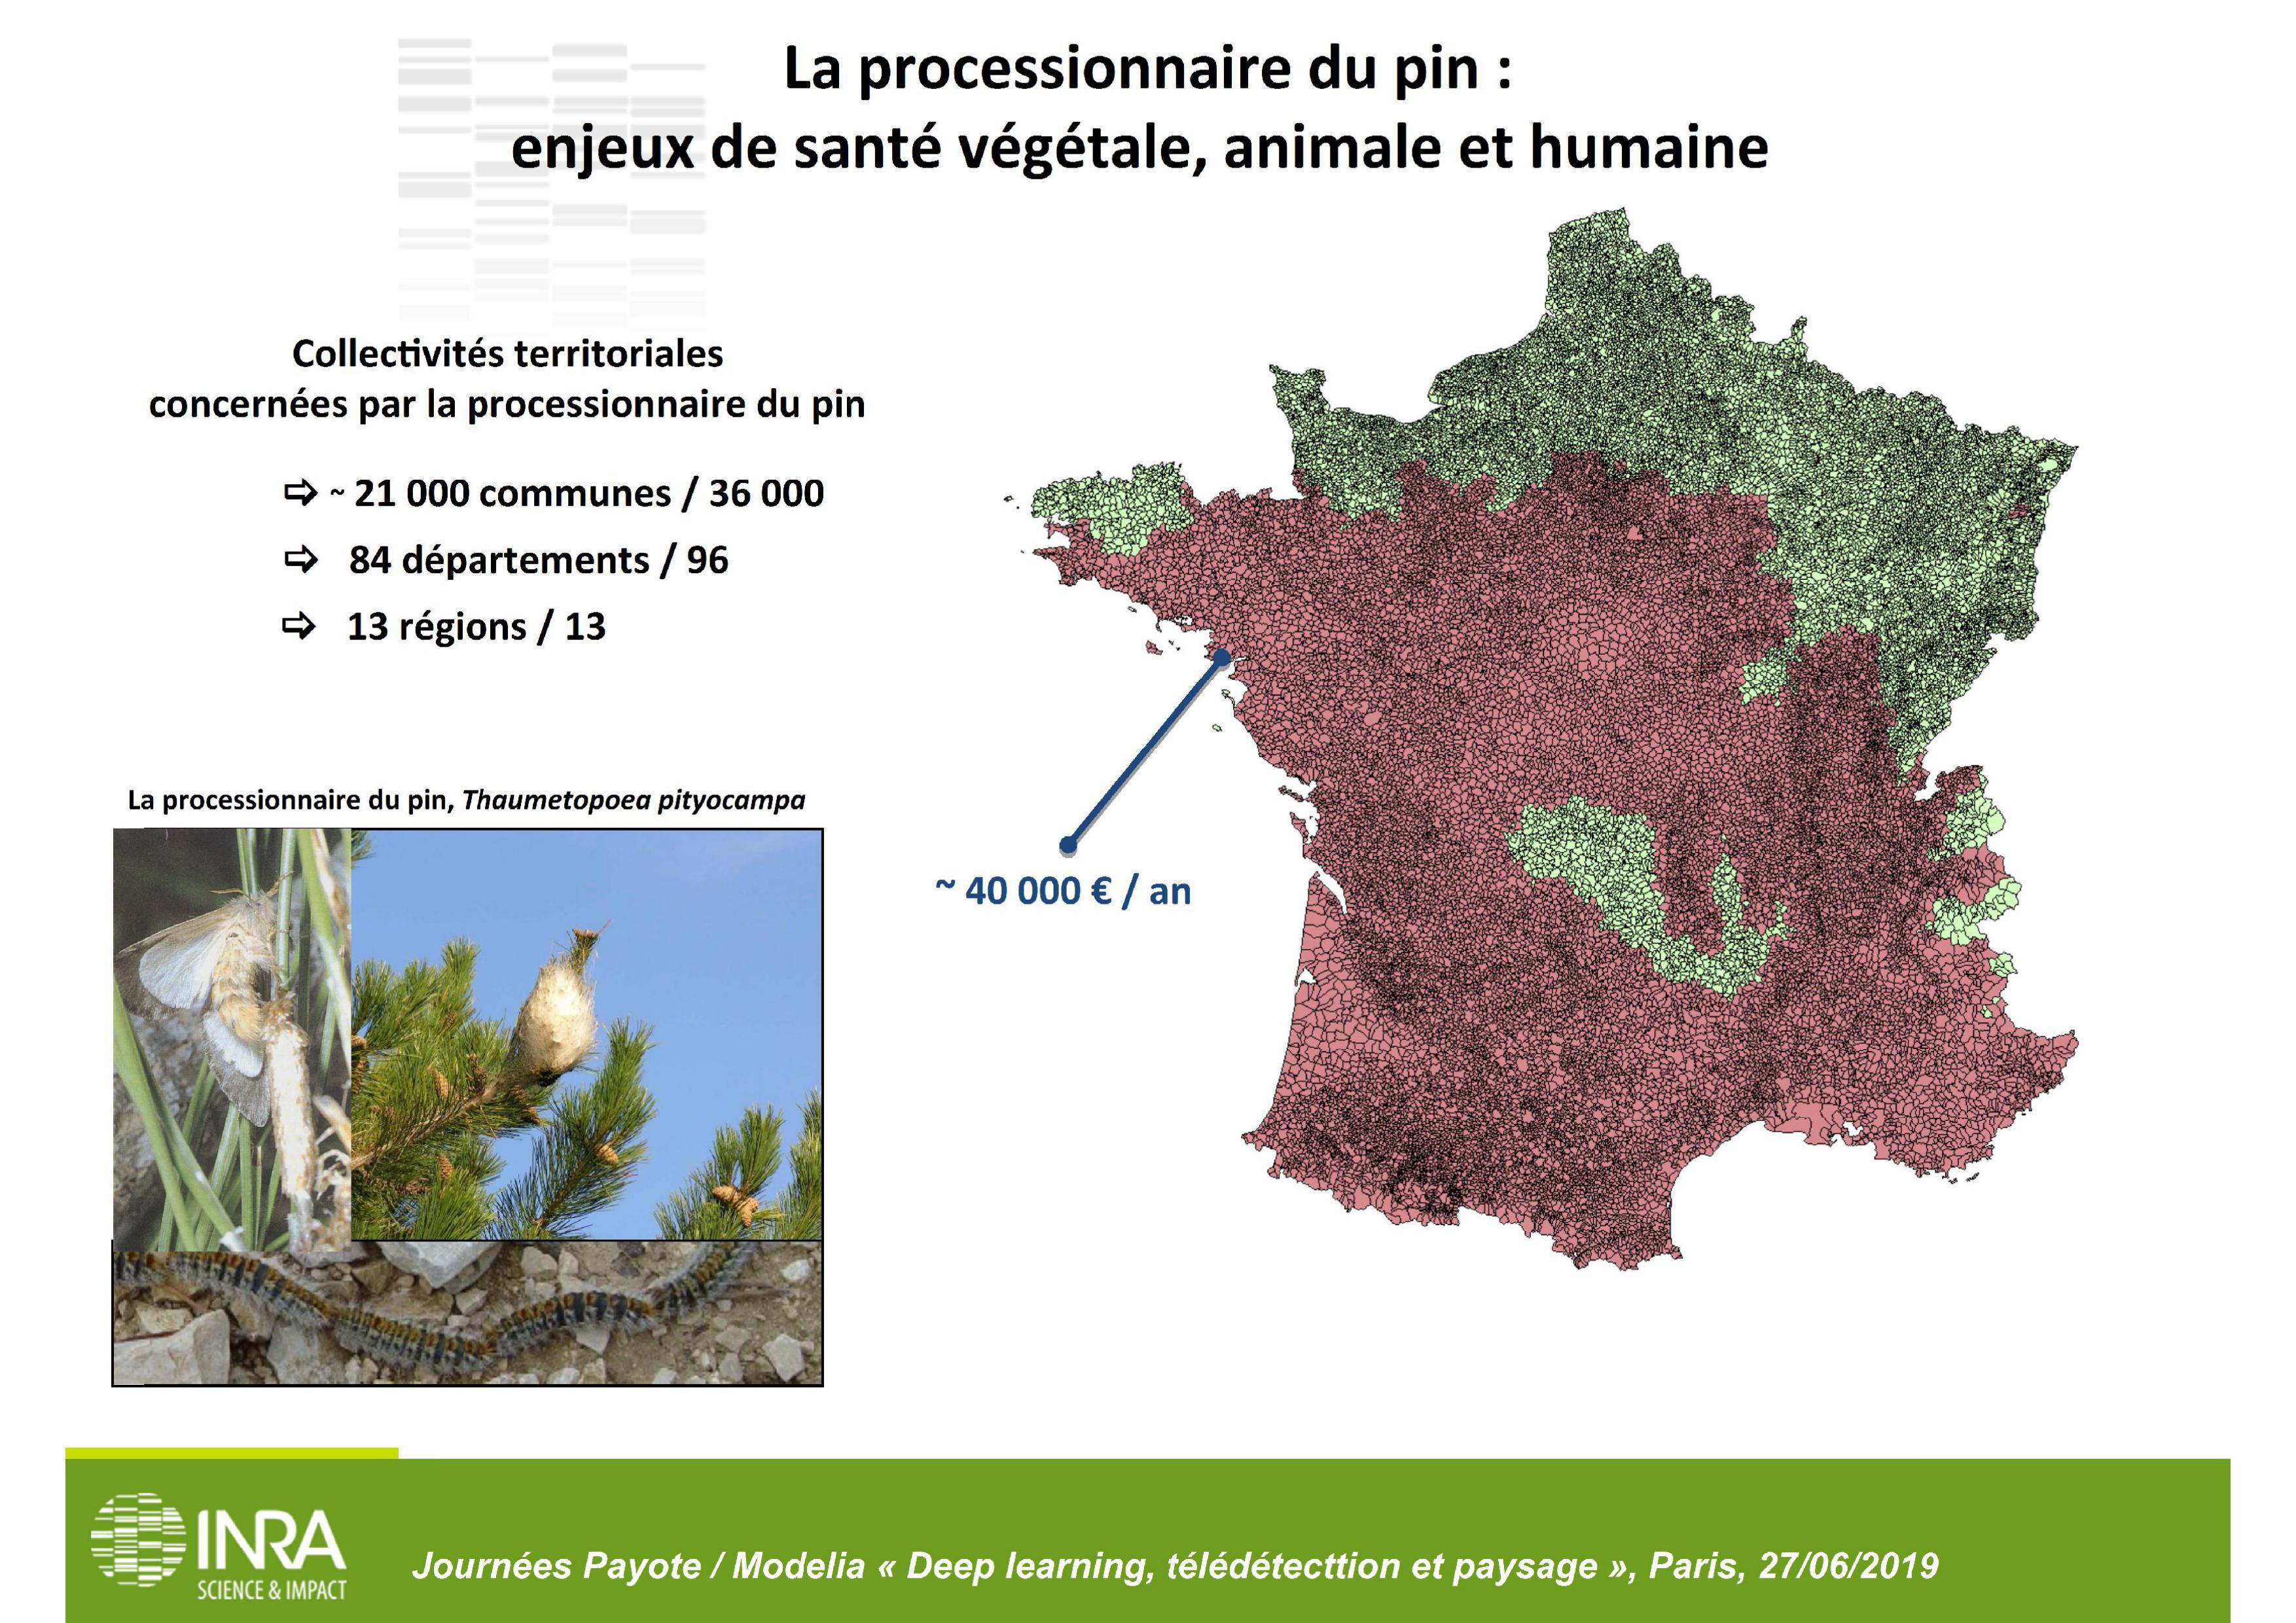 La processionnaire du pin :
enjeux de santé végétale, animale et humaine
Collectivités territoriales
concernées par la processionnaire du pin
⇨ ~ 21 000 communes / 36 000
⇨ 84 départements / 96
⇨ 13 régions / 13
~ 40 000 € / an
La processionnaire du pin, Thaumetopoea pityocampa
INRA
SCIENCE & IMPACT
Journées Payote / Modelia « Deep learning, télédétecttion et paysage », Paris, 27/06/2019